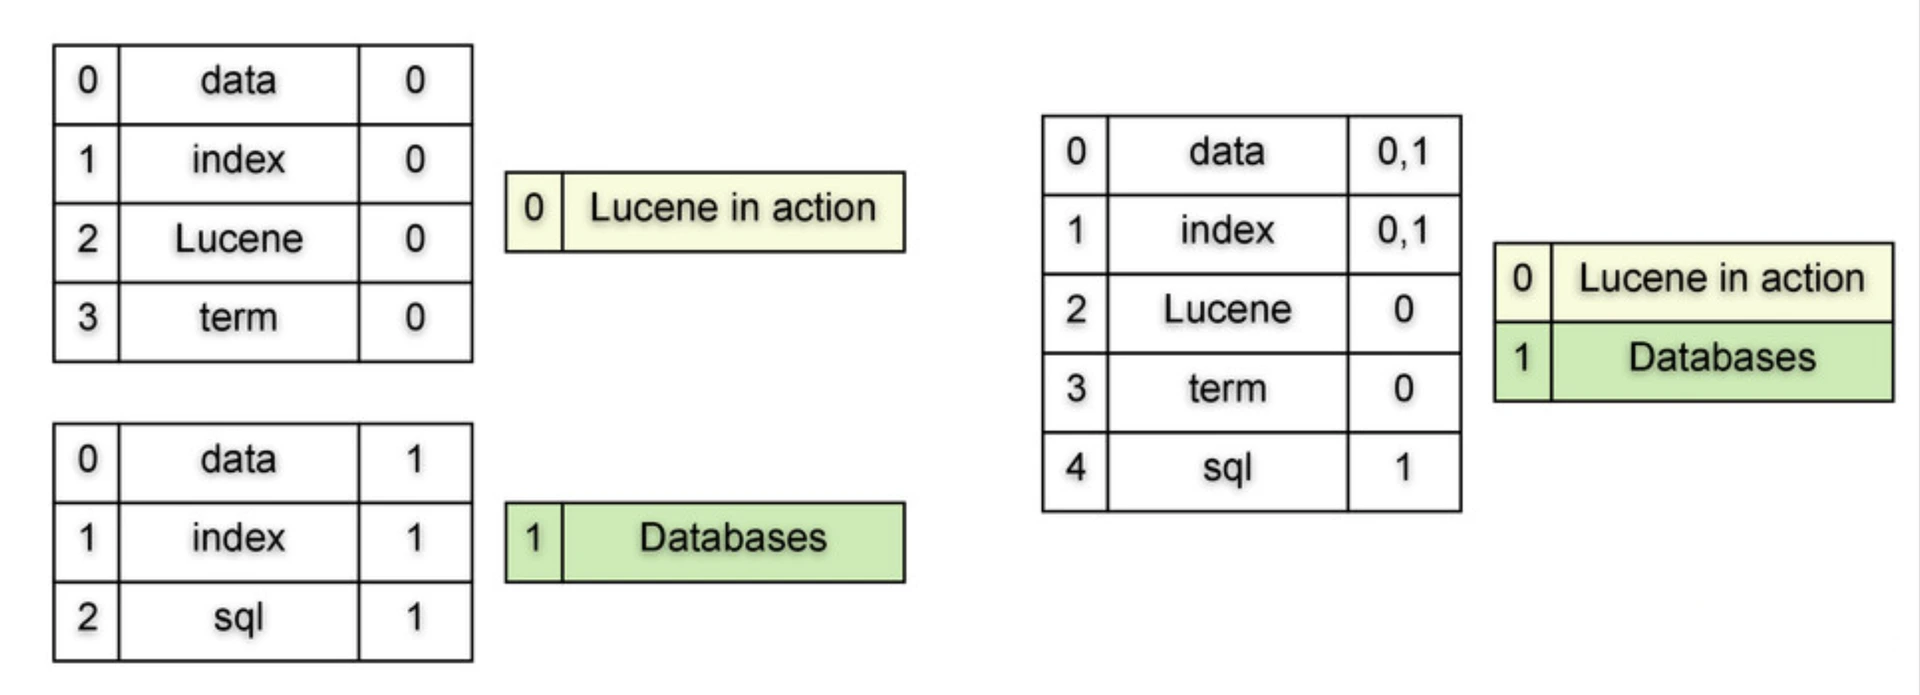 0 data 0
1 index 0
2 Lucene 0
3 term 0
0 Lucene in action
0 data 1
1 index 1
2 sql 1
1 Databases
0 data 0,1
1 index 0,1
2 Lucene 0
3 term 0
4 sql 1
0 Lucene in action
1 Databases